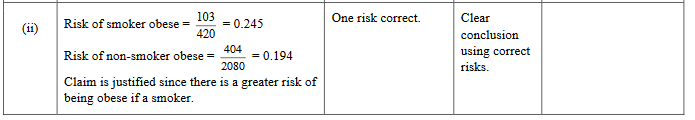 (ii)
Risk of smoker obese = 103/420 = 0.245
Risk of non-smoker obese = 404/2080 = 0.194
Claim is justified since there is a greater risk of
being obese if a smoker.
One risk correct.
Clear
conclusion
using correct
risks.